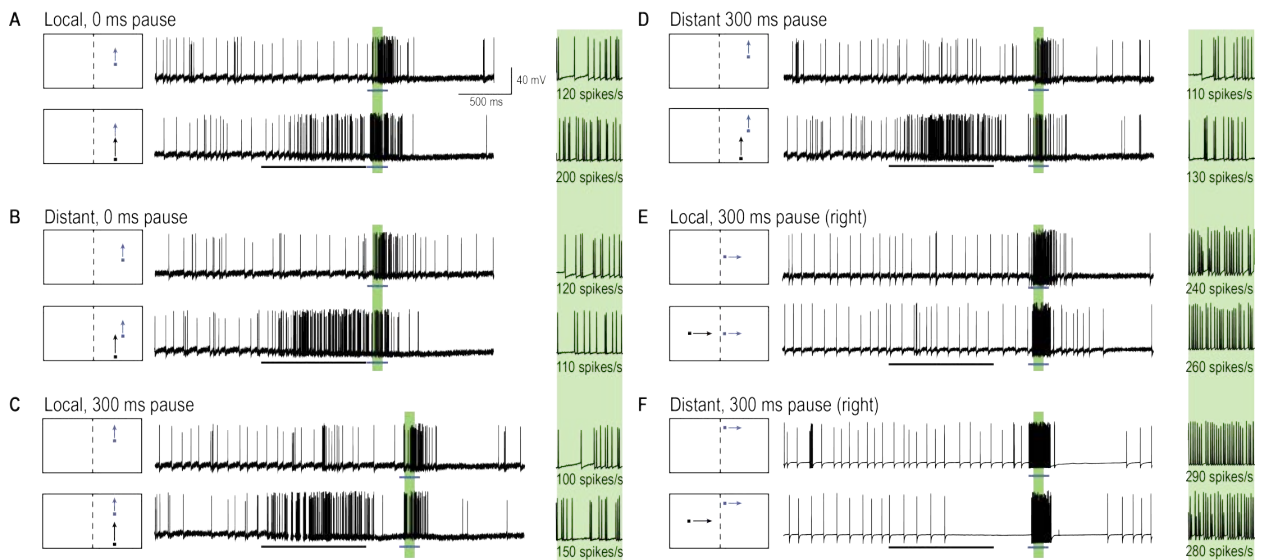 A Local, 0 ms pause
40 mV
500 ms
120 spikes/s
200 spikes/s
B Distant, 0 ms pause
120 spikes/s
110 spikes/s
C Local, 300 ms pause
100 spikes/s
150 spikes/s
D Distant 300 ms pause
110 spikes/s
130 spikes/s
E Local, 300 ms pause (right)
240 spikes/s
260 spikes/s
F Distant, 300 ms pause (right)
290 spikes/s
280 spikes/s